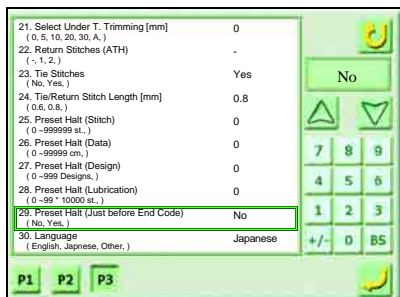 21. Select Under T. Trimming [mm] 0
( 0, 5, 10, 20, 30, A, )
22. Return Stitches (ATH) -
( -, 1, 2, )
23. Tie Stitches Yes
( No, Yes, )
24. Tie/Return Stitch Length [mm] 0.8
( 0.6, 0.8, )
25. Preset Halt (Stitch) 0
( 0 ~999999 st., )
26. Preset Halt (Data) 0
( 0 ~99999 cm, )
27. Preset Halt (Design) 0
( 0 ~999 Designs, )
28. Preset Halt (Lubrication) 0
( 0 ~99 * 10000 st., )
29. Preset Halt (Just before End Code) No
( No, Yes, )
30. Language Japanese
( English, Japnese, Other, )
No
7 8 9
4 5 6
1 2 3
+/- 0 BS
P1 P2 P3